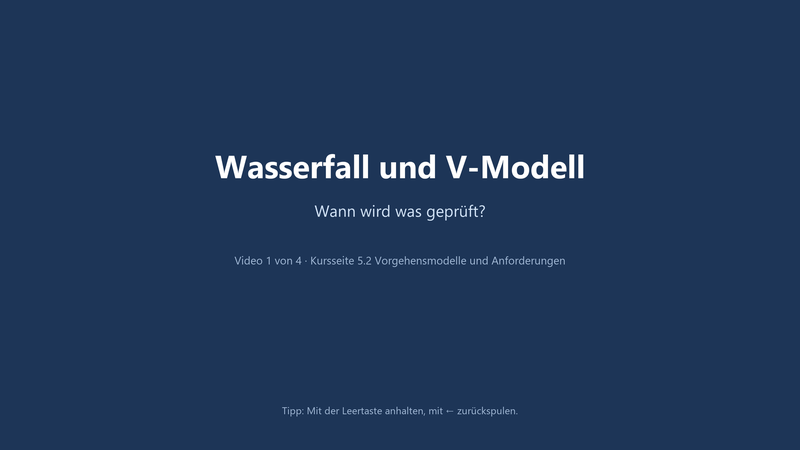 Wasserfall und V-Modell
Wann wird was geprüft?
Video 1 von 4 · Kursseite 5.2 Vorgehensmodelle und Anforderungen
Tipp: Mit der Leertaste anhalten, mit ← zurückspulen.